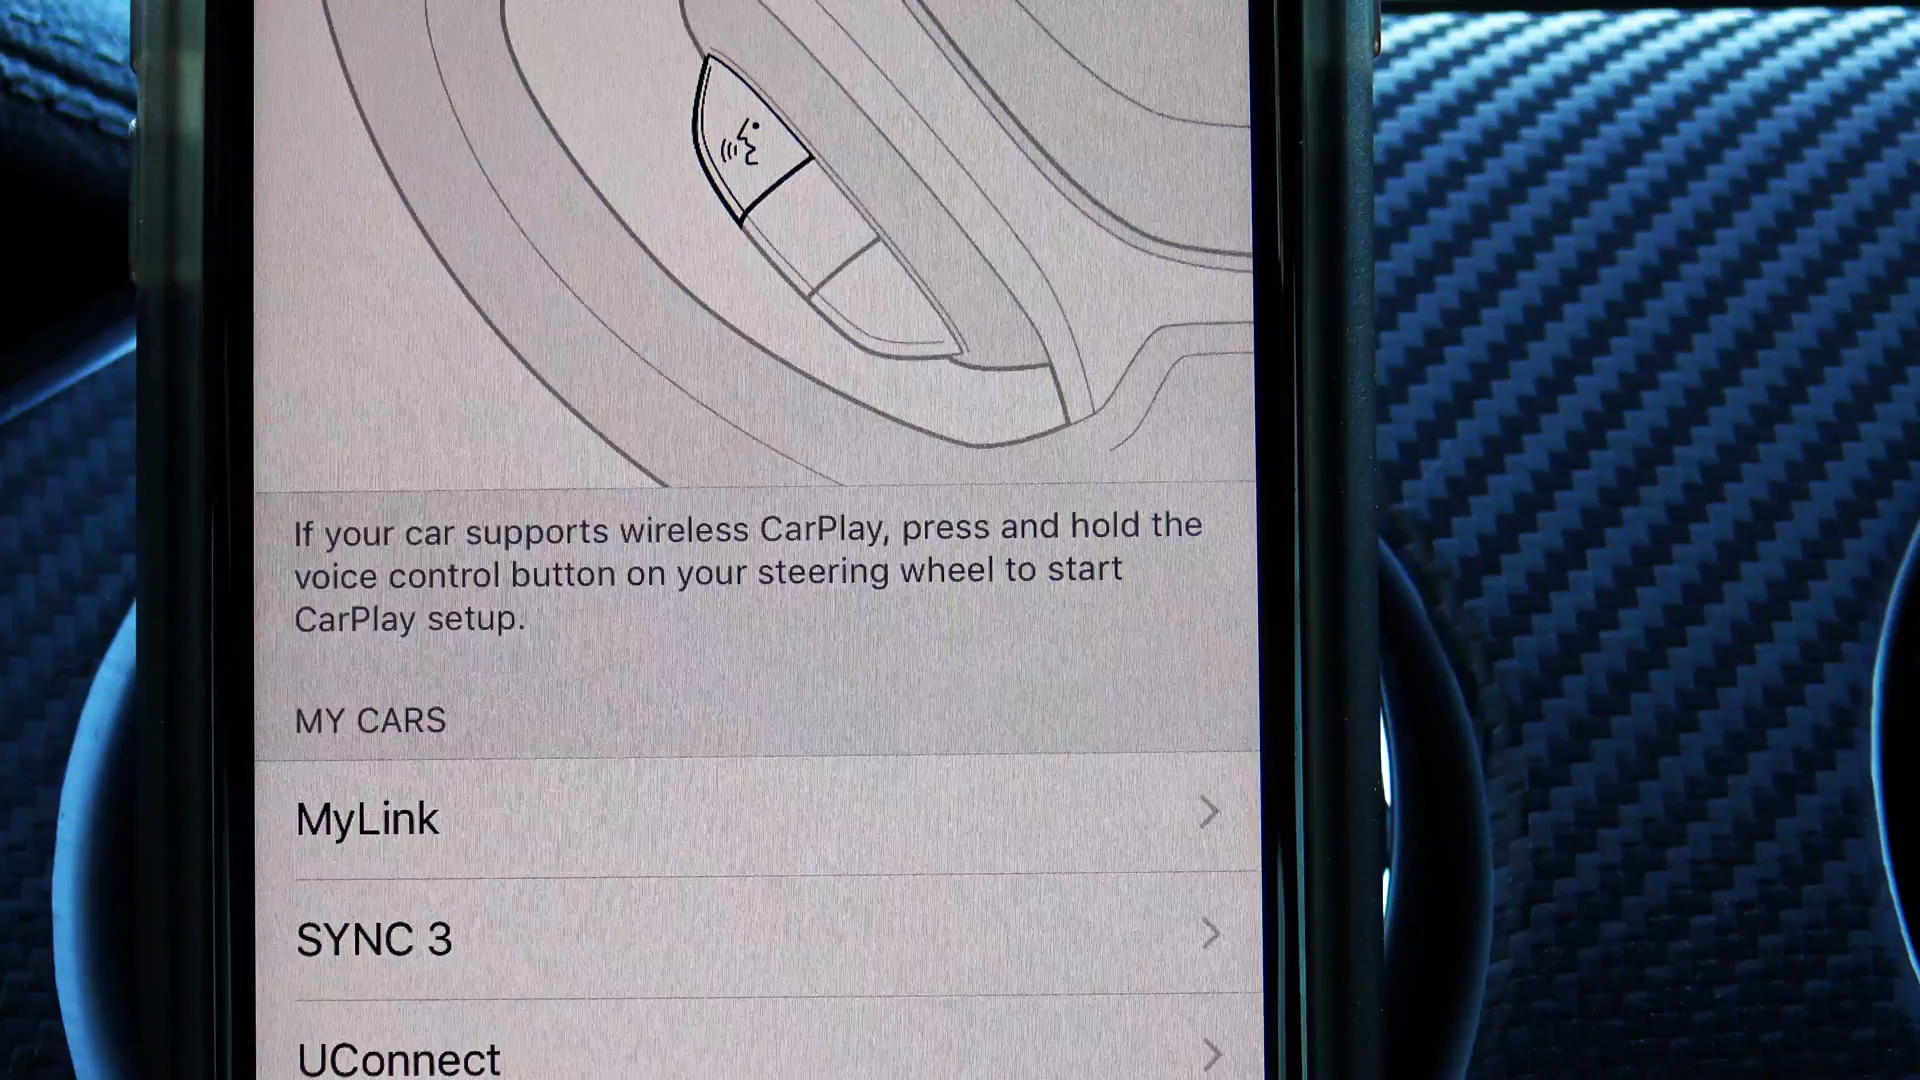 If your car supports wireless CarPlay, press and hold the
voice control button on your steering wheel to start
CarPlay setup.
MY CARS
MyLink
SYNC 3
UConnect